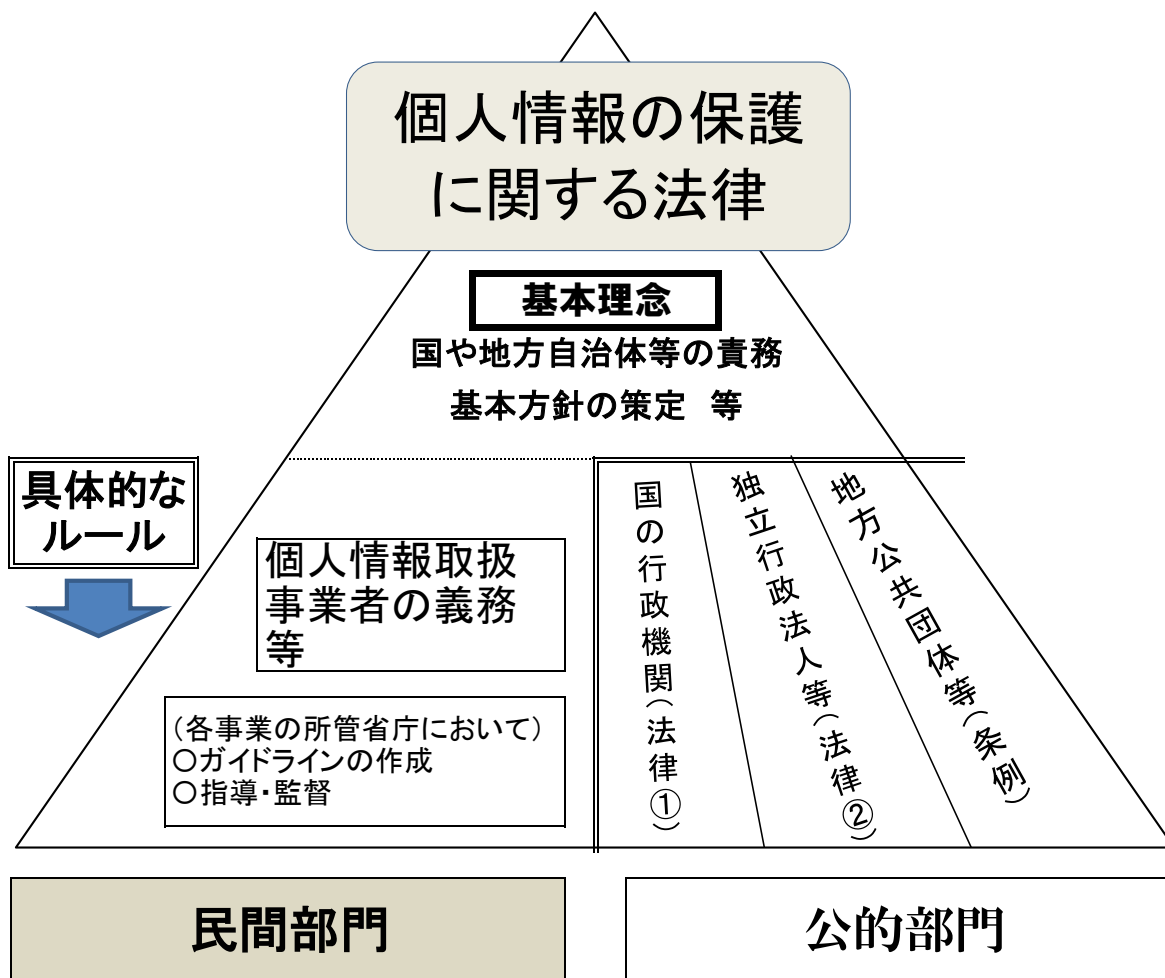 個人情報の保護
に関する法律
基本理念
国や地方自治体等の責務
基本方針の策定　等
具体的な
ルール
個人情報取扱
事業者の義務
等
(各事業の所管省庁において)
○ガイドラインの作成
○指導・監督
国の行政機関(法律①)
独立行政法人等(法律②)
地方公共団体等(条例)
民間部門
公的部門